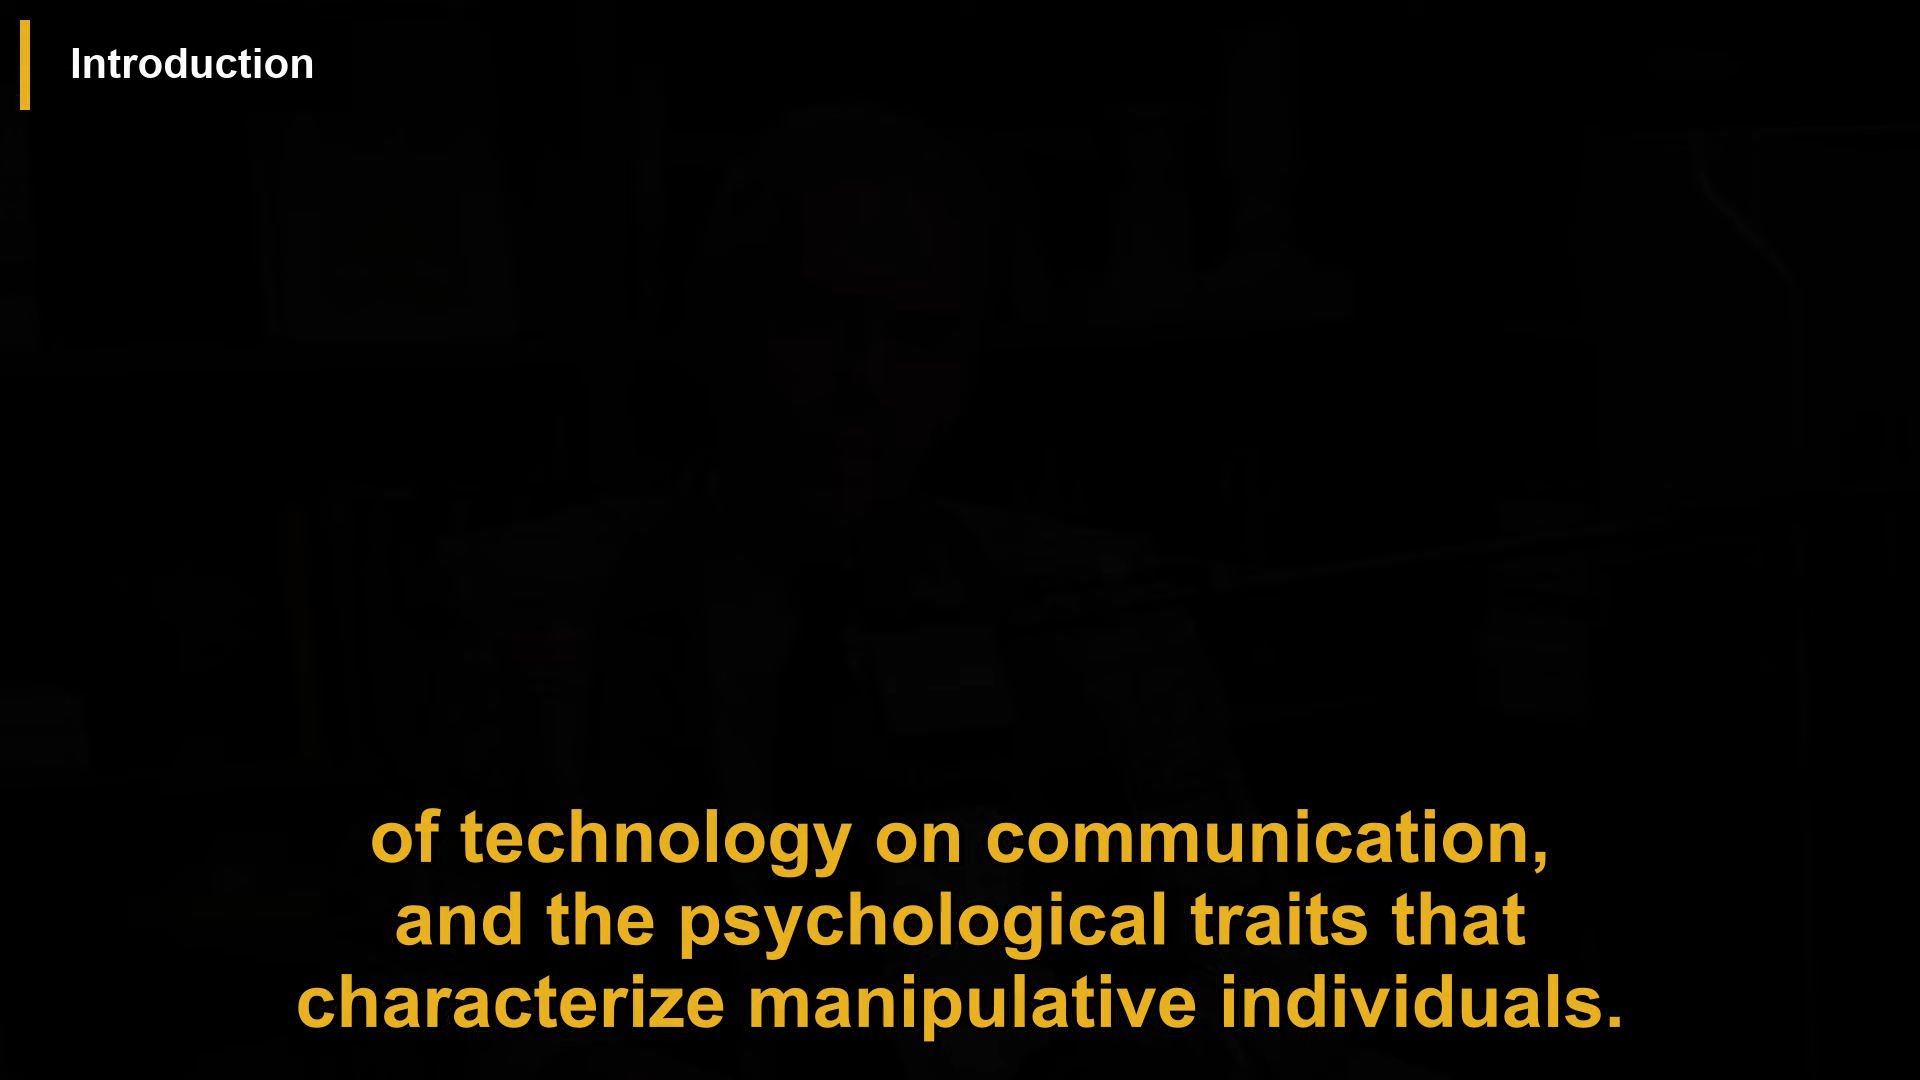 Introduction
of technology on communication,
and the psychological traits that
characterize manipulative individuals.